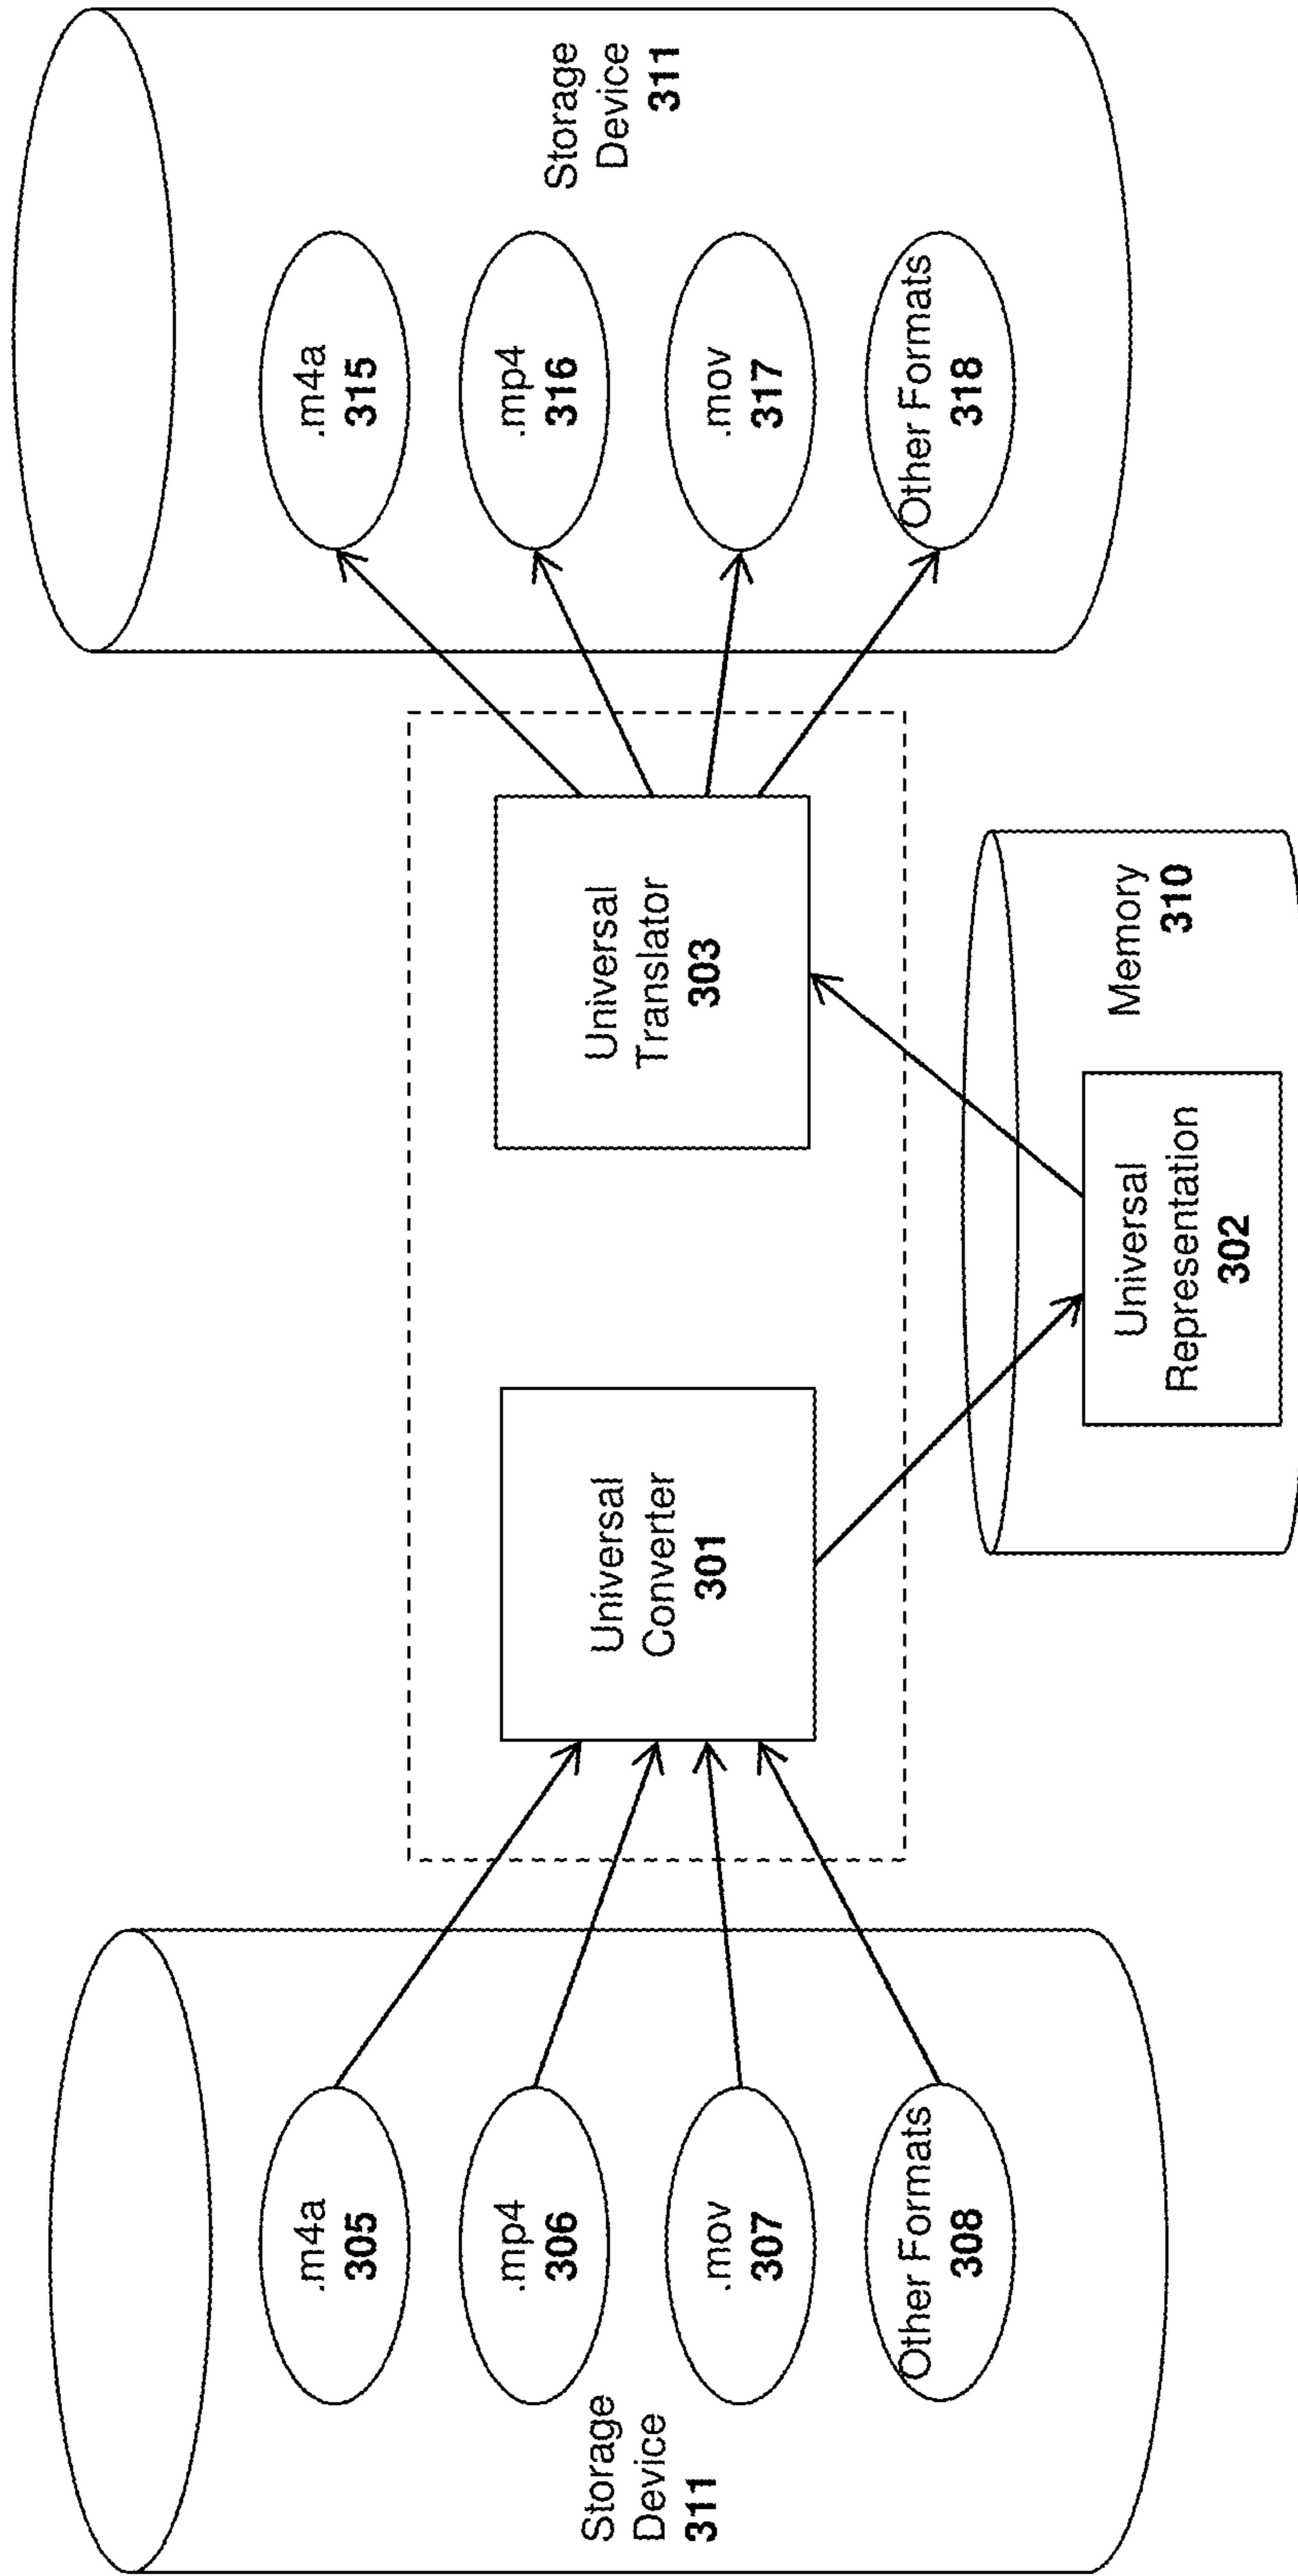 Storage
Device
311
.m4a
305
.mp4
306
.mov
307
Other Formats
308
Universal
Converter
301
Universal
Translator
303
Universal
Representation
302
Memory
310
.m4a
315
.mp4
316
.mov
317
Other Formats
318
Storage
Device
311